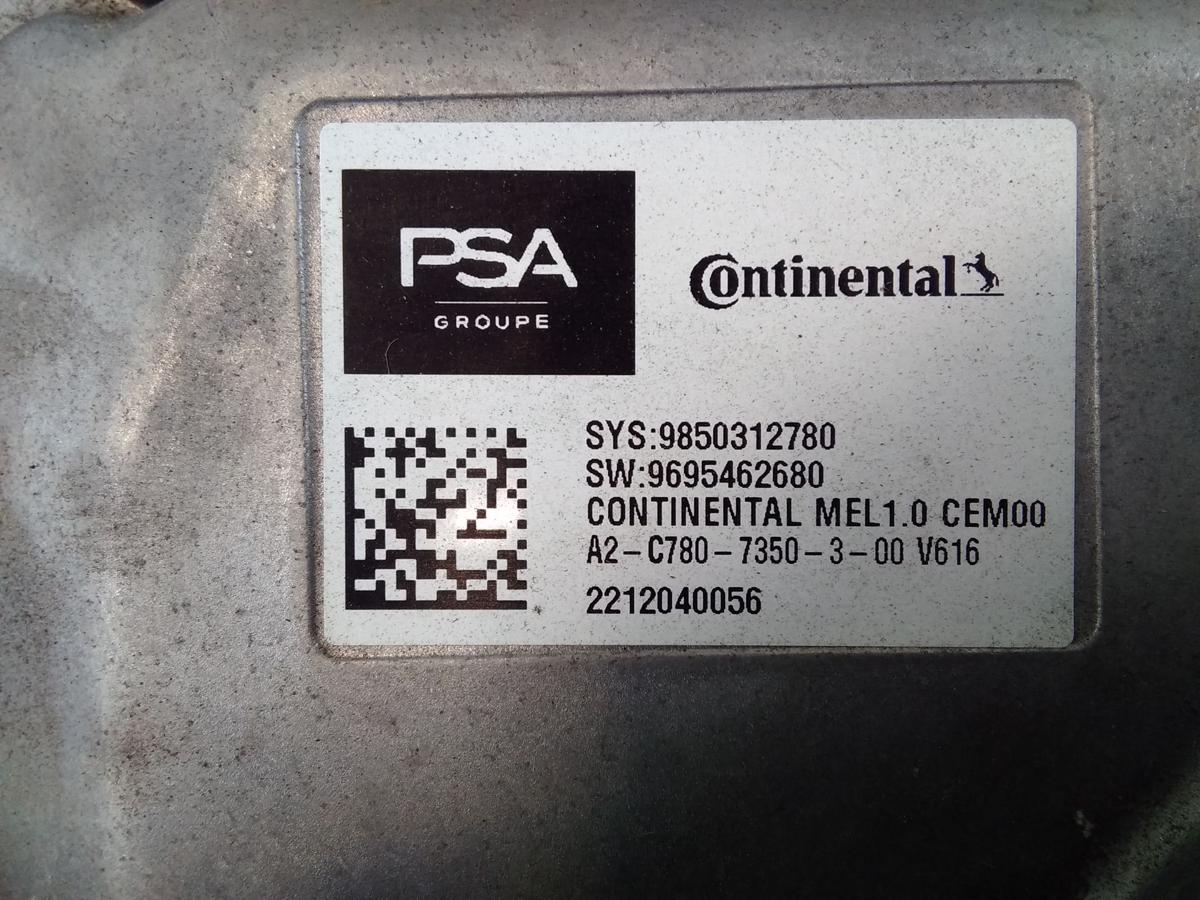 PSA
GROUPE
Continental
SYS:9850312780
SW:9695462680
CONTINENTAL MEL1.0 CEM00
A2-C780-7350-3-00 V616
2212040056